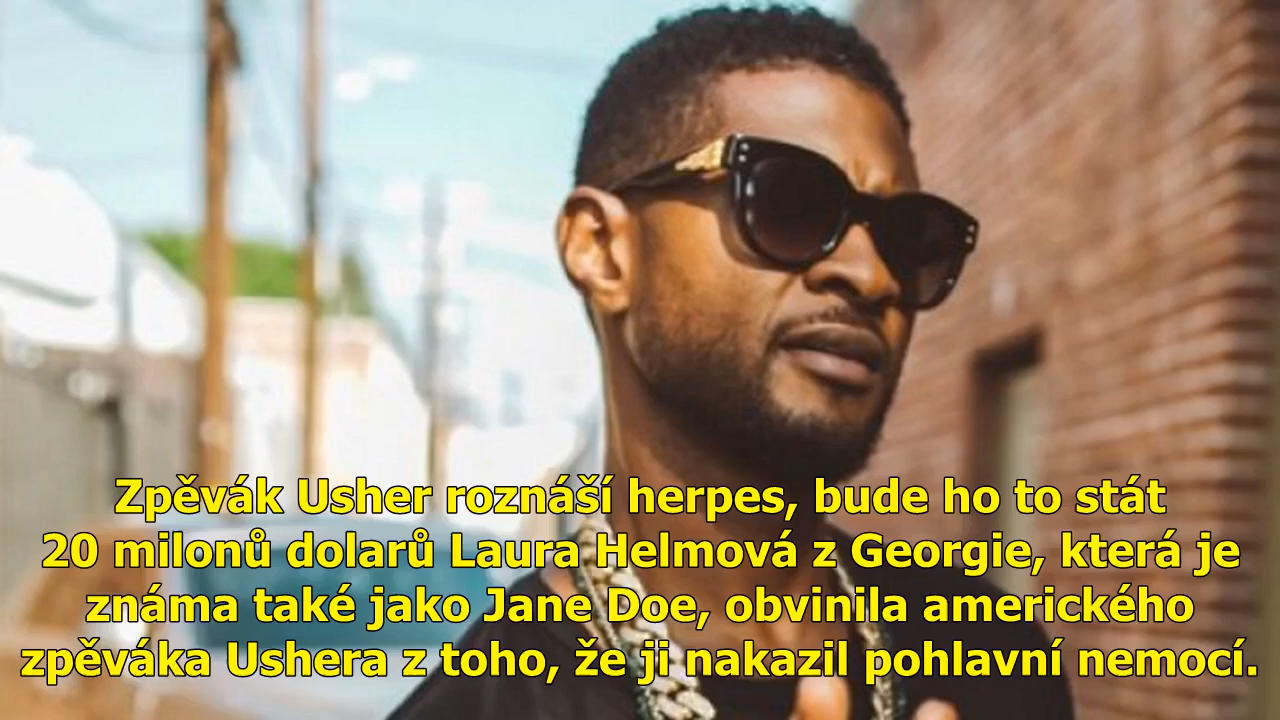 Zpěvák Usher roznáší herpes, bude ho to stát
20 milonů dolarů Laura Helmová z Georgie, která je
známa také jako Jane Doe, obvinila amerického
zpěváka Ushera z toho, že ji nakazil pohlavní nemocí.